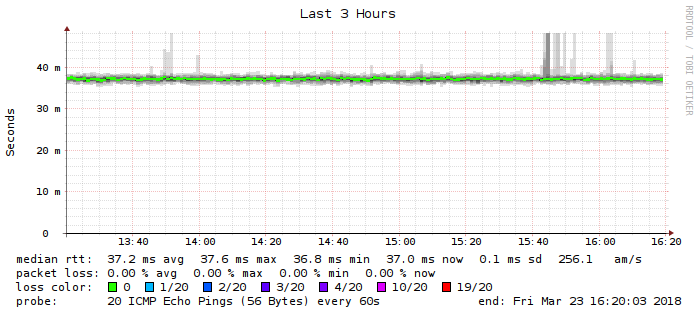 Last 3 Hours
RRDTOOL / TOBI OETIKER
Seconds
40 m
30 m
20 m
10 m
0
13:40 14:00 14:20 14:40 15:00 15:20 15:40 16:00 16:20
median rtt: 37.2 ms avg 37.6 ms max 36.8 ms min 37.0 ms now 0.1 ms sd 256.1 am/s
packet loss: 0.00 % avg 0.00 % max 0.00 % min 0.00 % now
loss color: 0 1/20 2/20 3/20 4/20 10/20 19/20
probe: 20 ICMP Echo Pings (56 Bytes) every 60s end: Fri Mar 23 16:20:03 2018